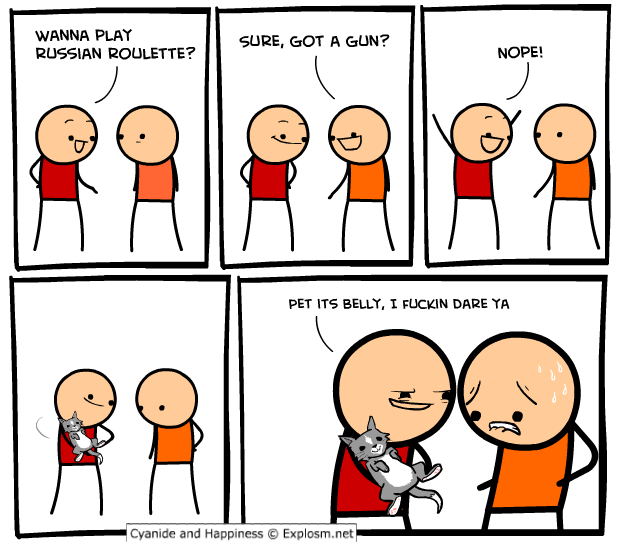 WANNA PLAY
RUSSIAN ROULETTE?
SURE, GOT A GUN?
NOPE!
PET ITS BELLY, I FUCKIN DARE YA
Cyanide and Happiness © Explosm.net